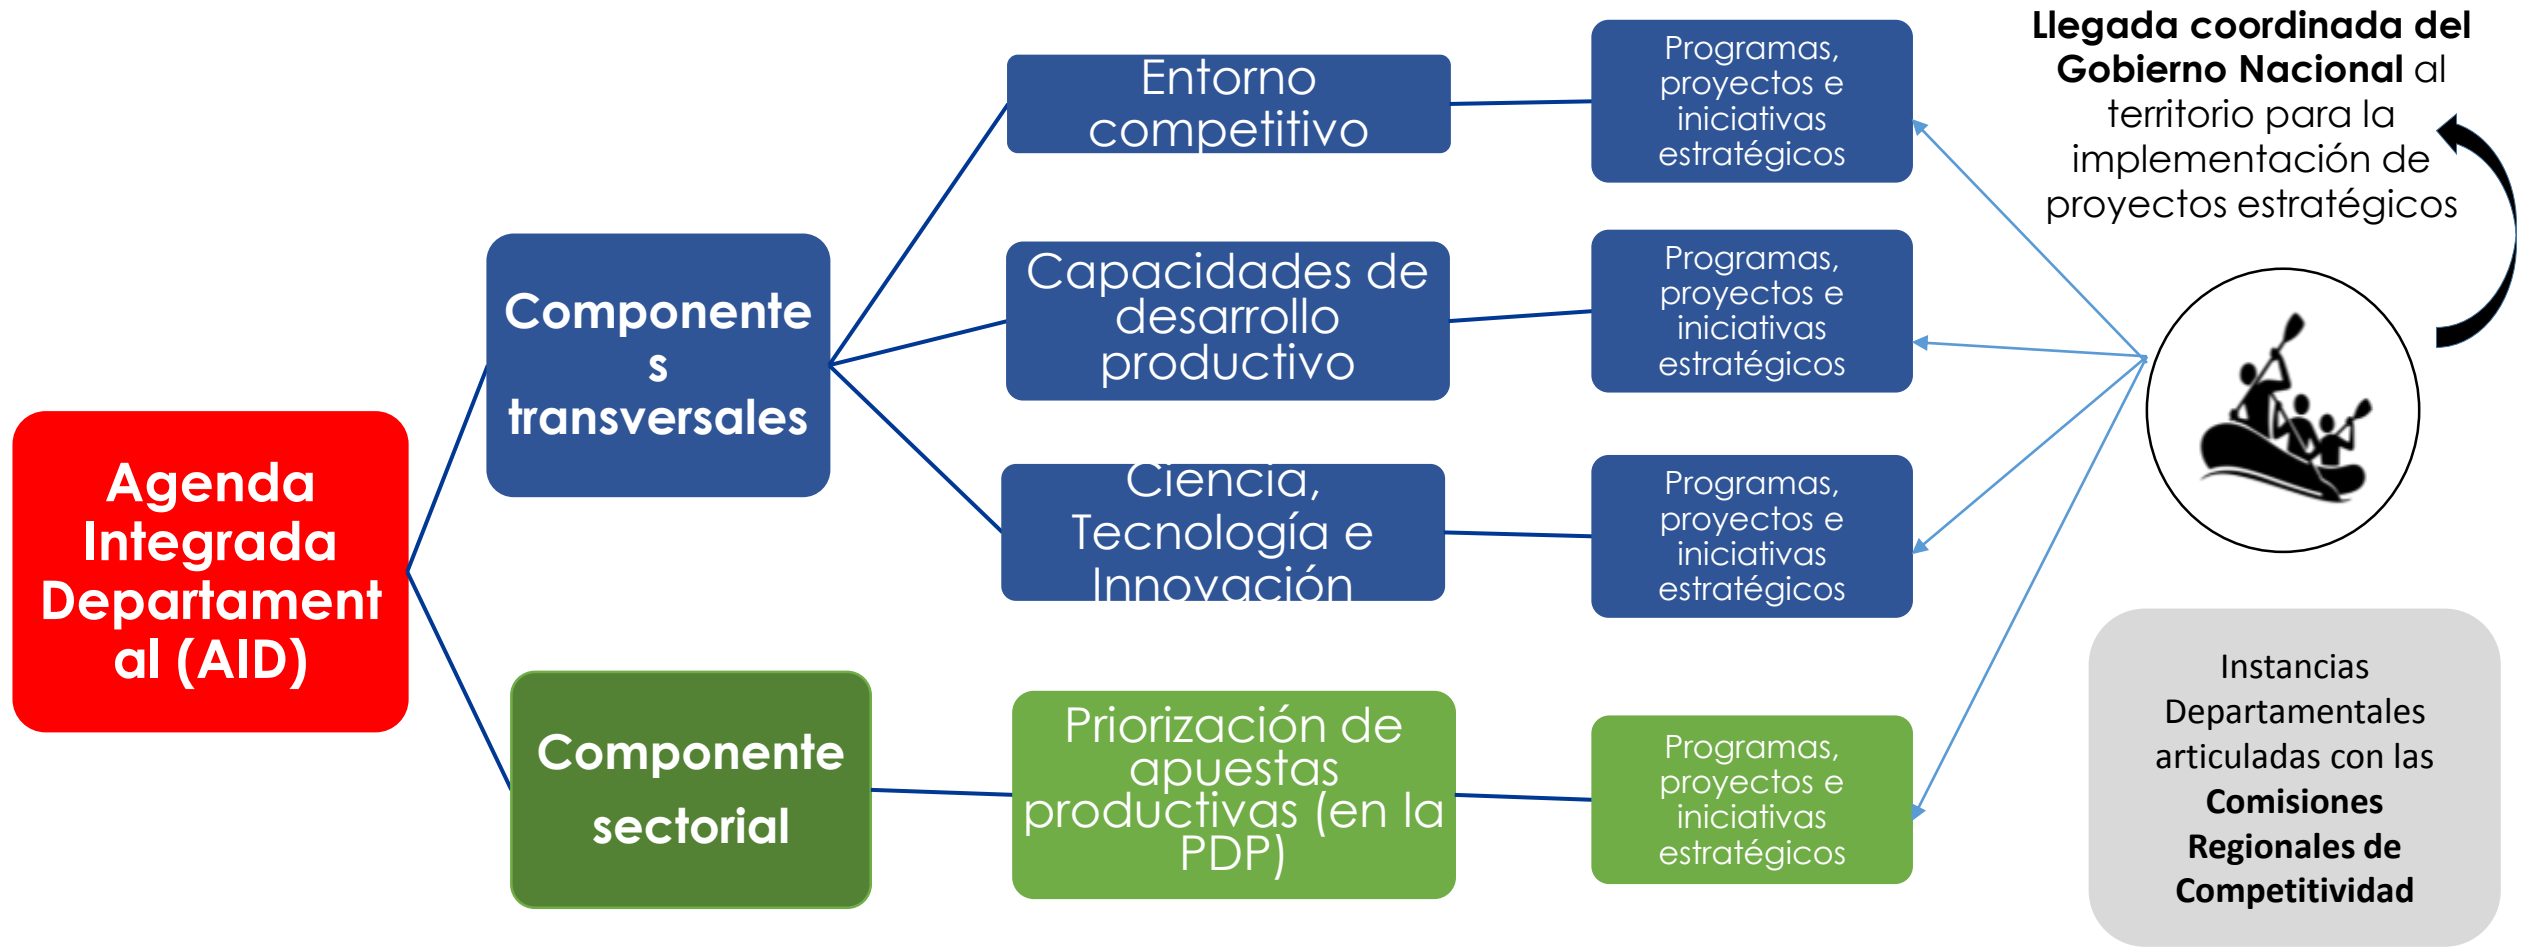 Agenda
Integrada
Departament
al (AID)
Componente
s
transversales
Componente
sectorial
Entorno
competitivo
Capacidades de
desarrollo
productivo
Ciencia,
Tecnología e
Innovación
Priorización de
apuestas
productivas (en la
PDP)
Programas,
proyectos e
iniciativas
estratégicos
Programas,
proyectos e
iniciativas
estratégicos
Programas,
proyectos e
iniciativas
estratégicos
Programas,
proyectos e
iniciativas
estratégicos
Llegada coordinada del
Gobierno Nacional al
territorio para la
implementación de
proyectos estratégicos
Instancias
Departamentales
articuladas con las
Comisiones
Regionales de
Competitividad